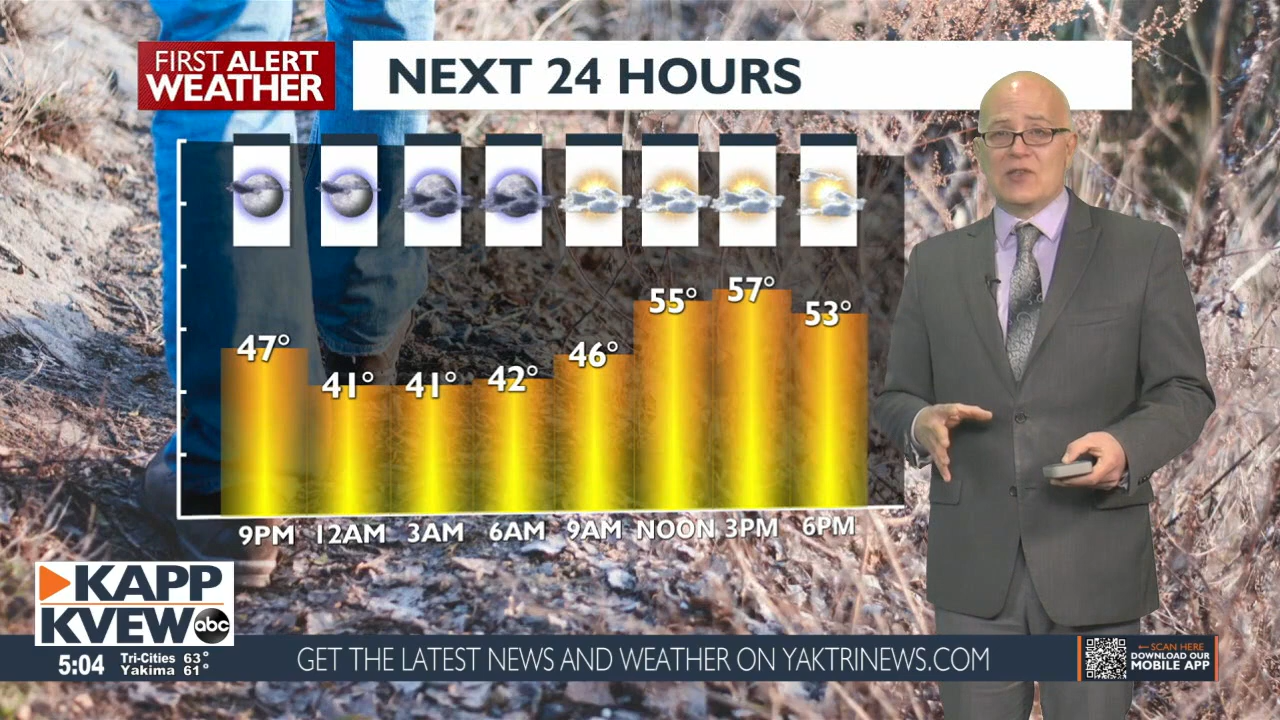 FIRST ALERT
WEATHER
NEXT 24 HOURS
47° 41° 41° 42° 46° 55° 57° 53°
9PM 12AM 3AM 6AM 9AM NOON 3PM 6PM
KAPP
KVEW abc
5:04 Tri-Cities 63°
Yakima 61°
GET THE LATEST NEWS AND WEATHER ON YAKTRINEWS.COM
SCAN HERE
DOWNLOAD OUR
MOBILE APP